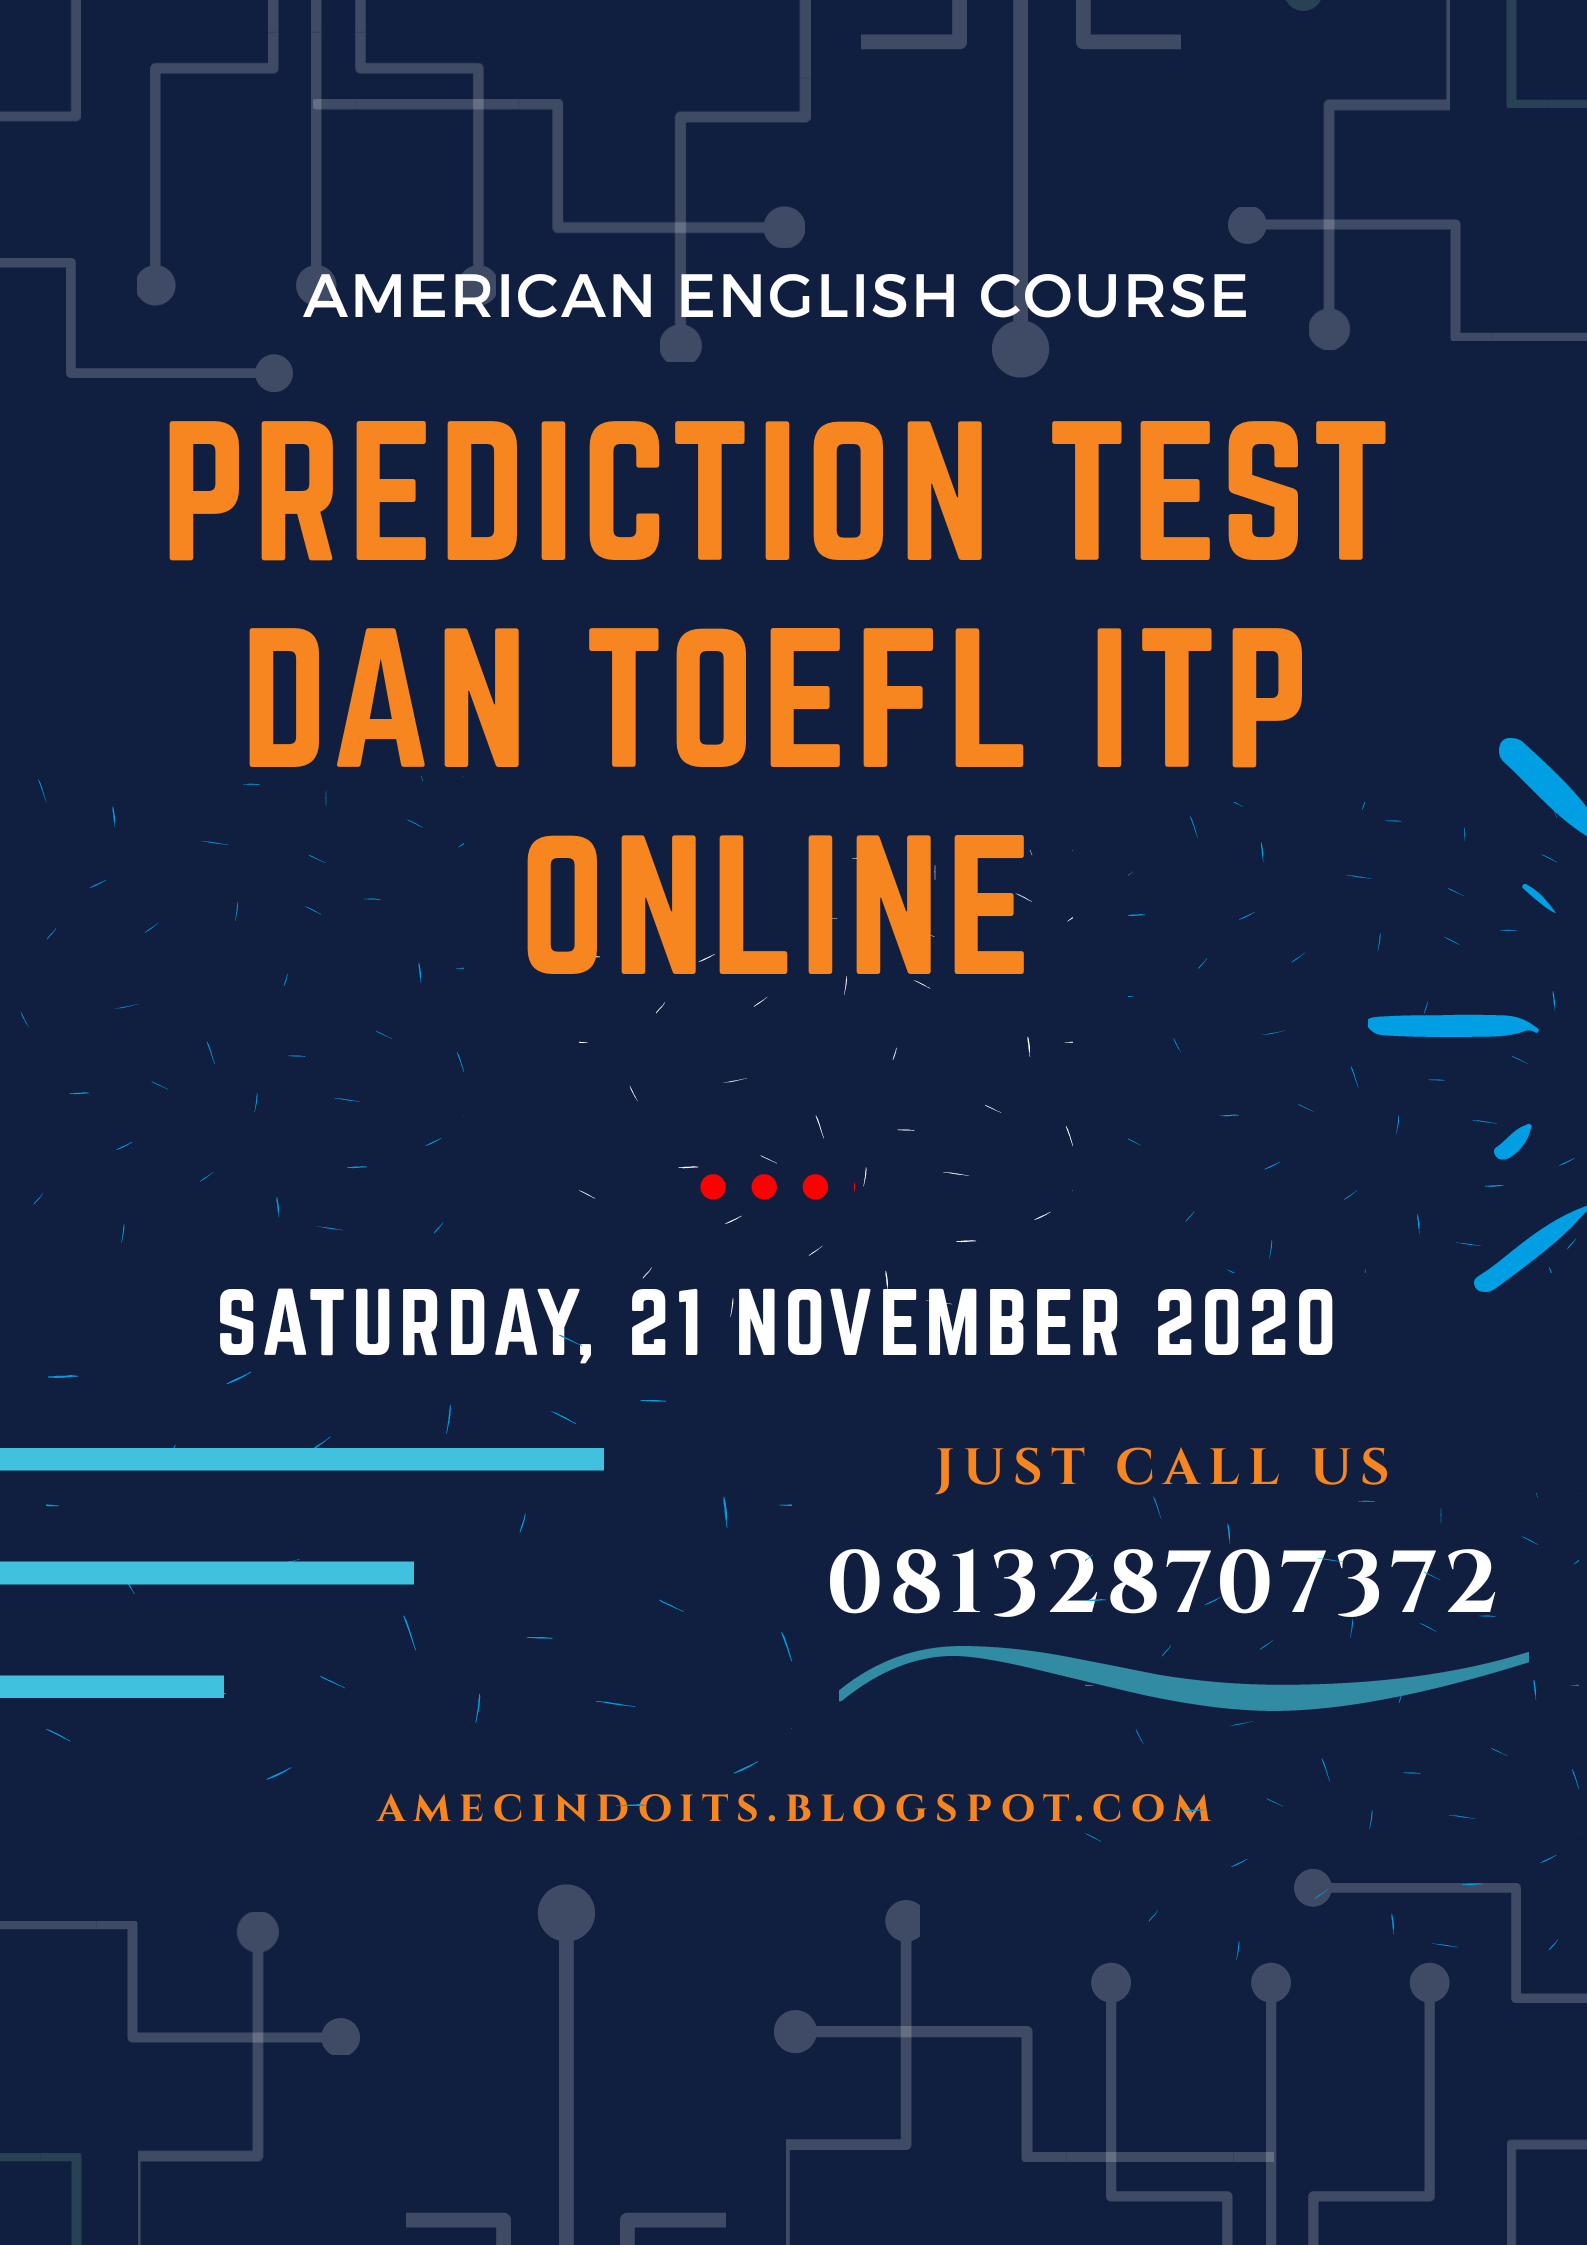 AMERICAN ENGLISH COURSE
PREDICTION TEST
DAN TOEFL ITP
ONLINE
SATURDAY, 21 NOVEMBER 2020
JUST CALL US
081328707372
AMECINDOITS.BLOGSPOT.COM